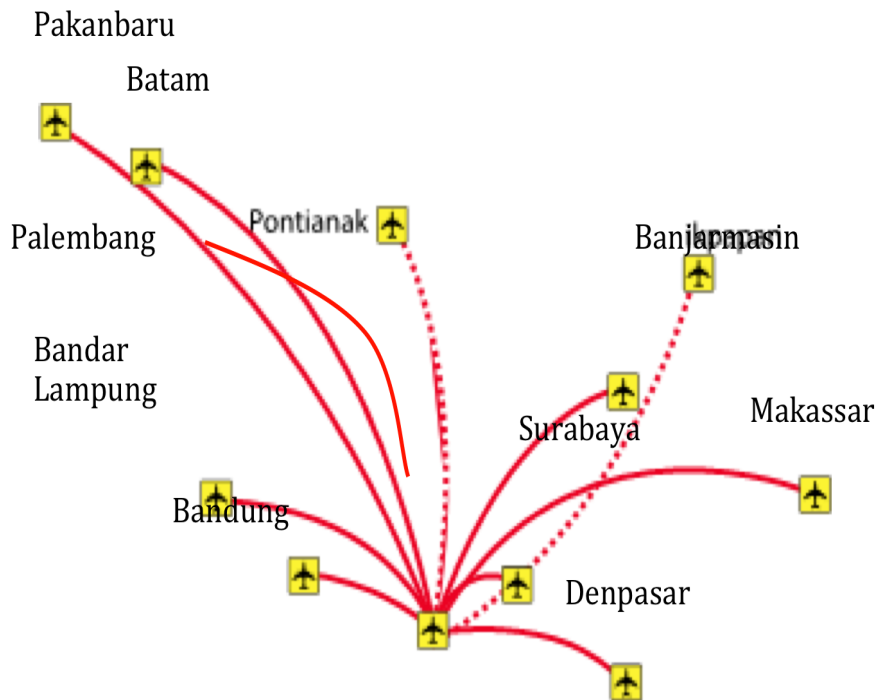 Pakanbaru
Batam
Pontianak
Palembang
Banjarmasin
Bandar
Lampung
Makassar
Surabaya
Bandung
Denpasar